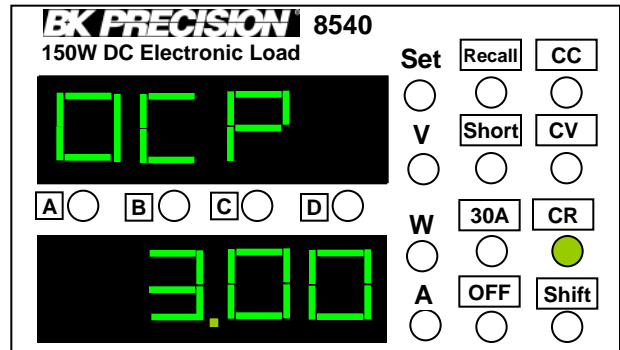 BK PRECISION 8540
150W DC Electronic Load
Set Recall CC
OCP
V Short CV
A B C D
W 30A CR
3.00
A OFF Shift